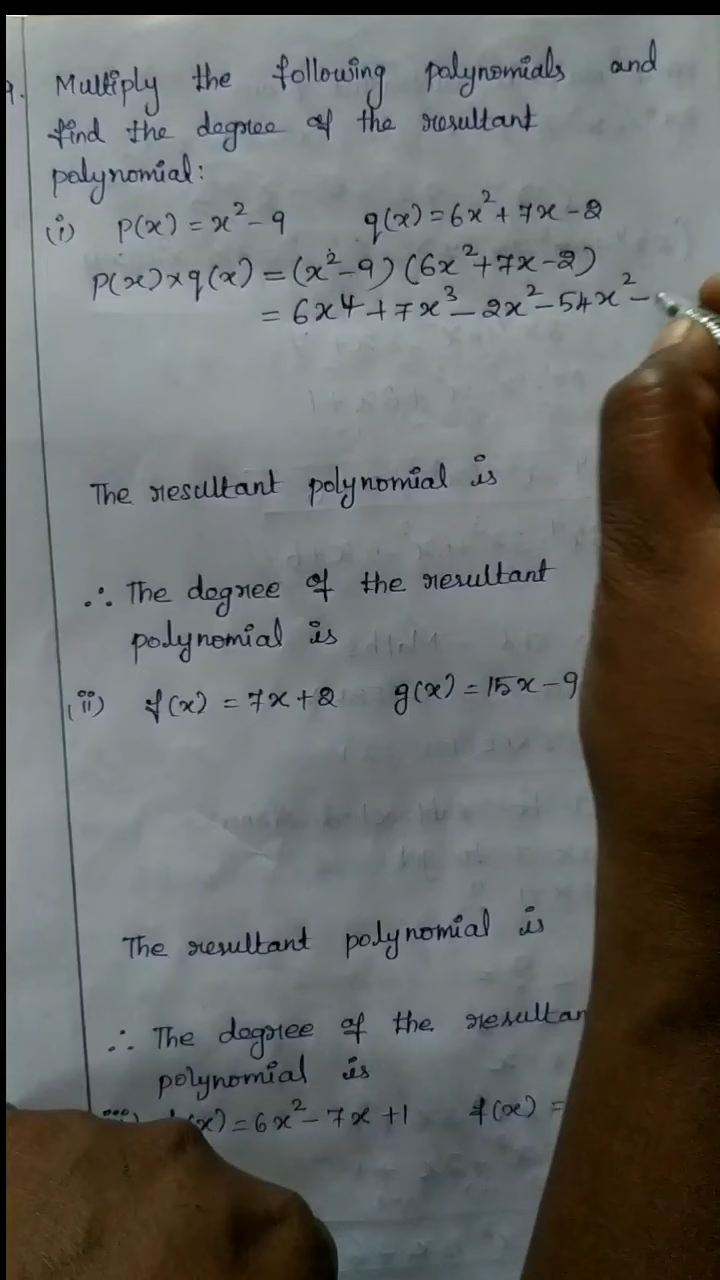 9. Multiply the following polynomials and
find the degree of the resultant
polynomial:
(i) P(x) = x² - 9 q(x) = 6x² + 7x - 2
P(x) × q(x) = (x² - 9) (6x² + 7x - 2)
= 6x⁴ + 7x³ - 2x² - 54x² -
The resultant polynomial is
∴ The degree of the resultant
polynomial is
(ii) f(x) = 7x + 2 g(x) = 15x - 9
The resultant polynomial is
∴ The degree of the resultan
polynomial is
(x) = 6x² - 7x + 1 f(x) =